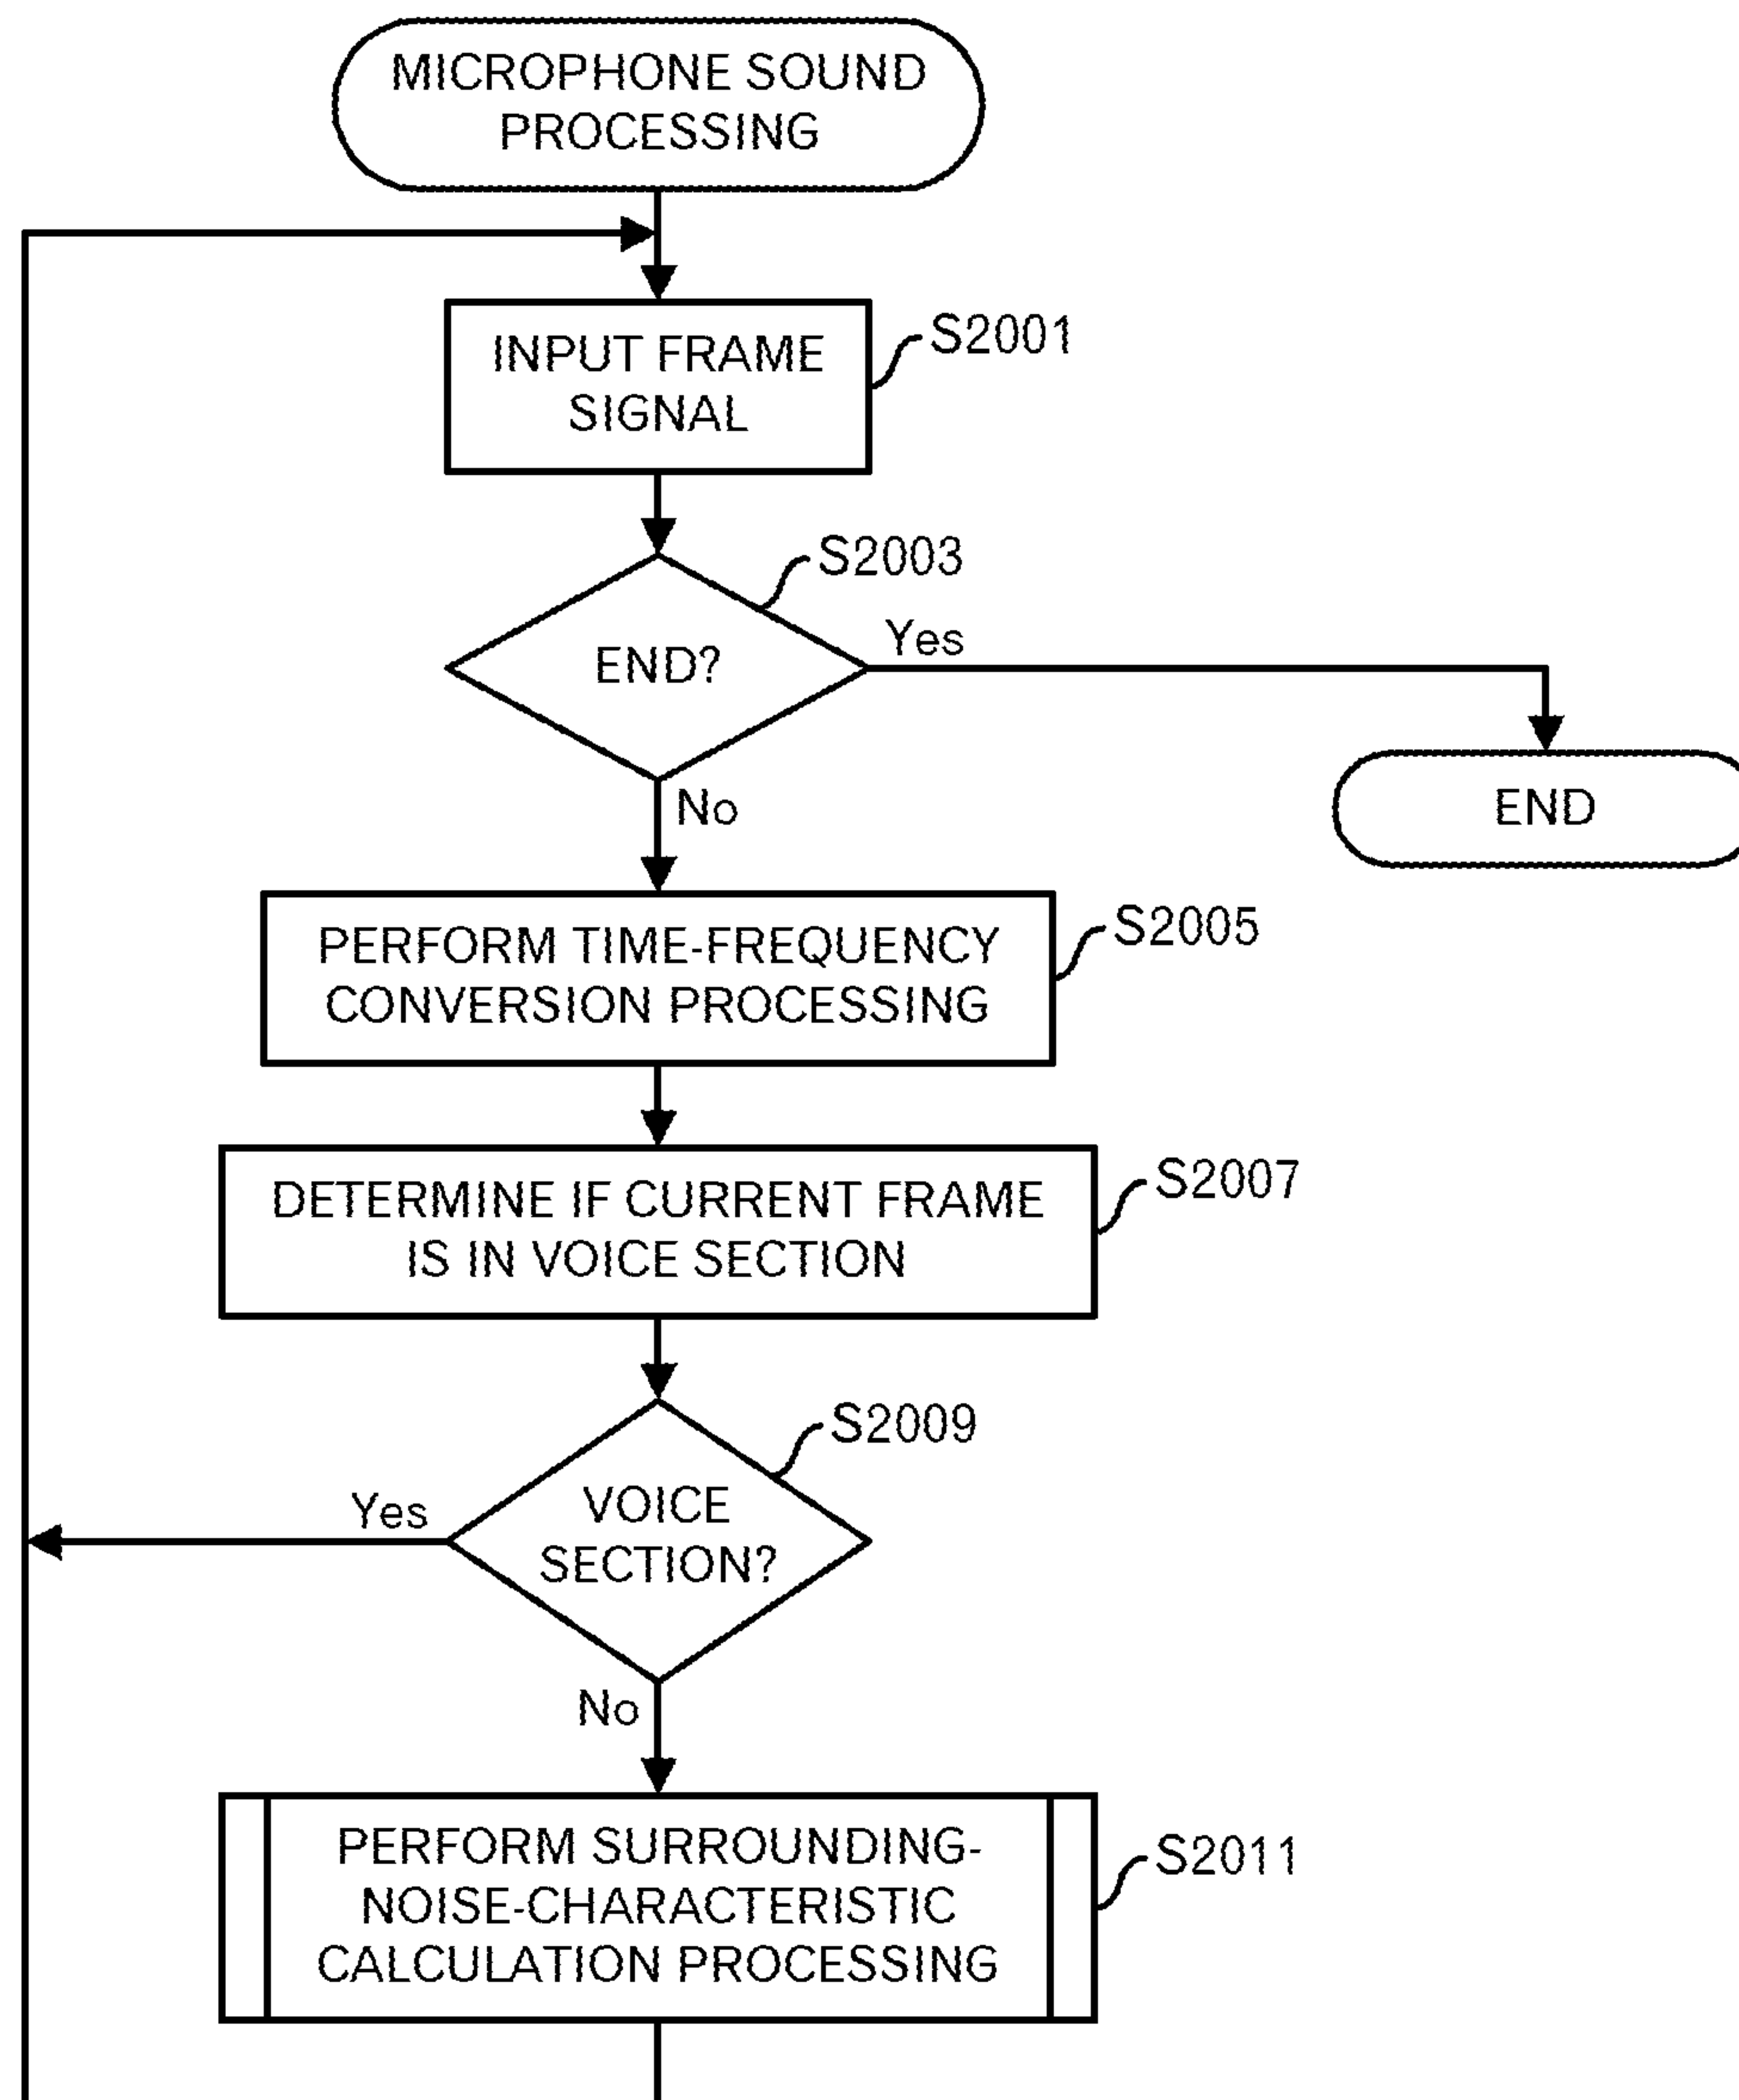 MICROPHONE SOUND
PROCESSING
INPUT FRAME
SIGNAL
S2001
S2003
END?
Yes
No
END
PERFORM TIME-FREQUENCY
CONVERSION PROCESSING
S2005
DETERMINE IF CURRENT FRAME
IS IN VOICE SECTION
S2007
S2009
VOICE
SECTION?
Yes
No
PERFORM SURROUNDING-
NOISE-CHARACTERISTIC
CALCULATION PROCESSING
S2011